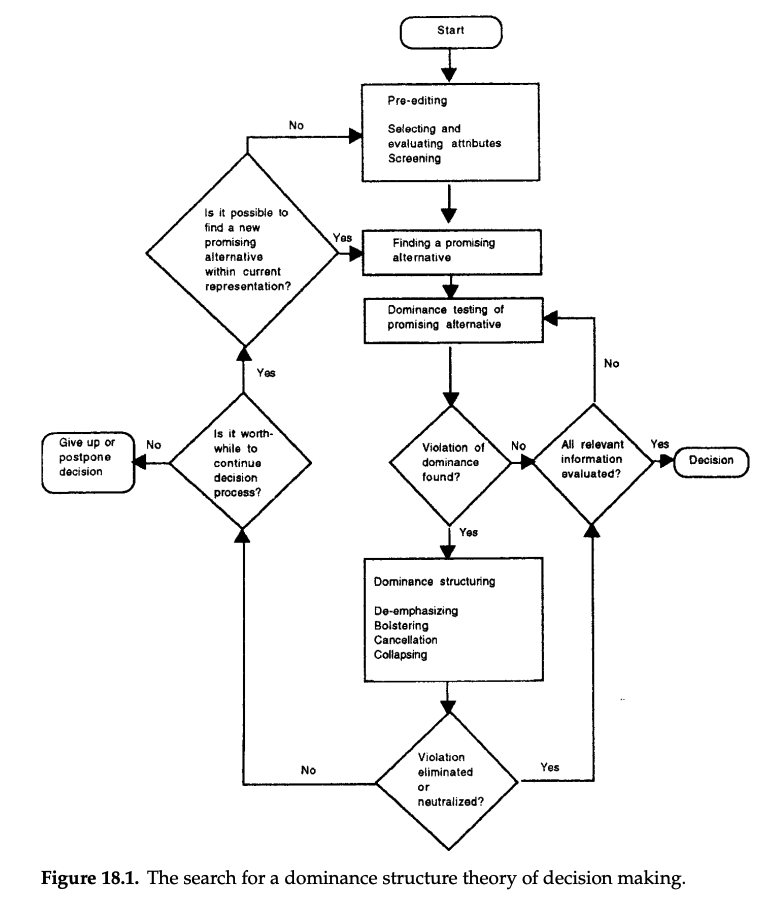 Start
Pre-editing
Selecting and
evaluating attributes
Screening
No
Is it possible to
find a new
promising
alternative
within current
representation?
Yes
Finding a promising
alternative
Dominance testing of
promising alternative
No
Yes
Give up or
postpone
decision
No
Is it worth-
while to
continue
decision
process?
Violation of
dominance
found?
No
All relevant
information
evaluated?
Yes
Decision
Yes
Dominance structuring
De-emphasizing
Bolstering
Cancellation
Collapsing
Violation
eliminated
or
neutralized?
No
Yes
Figure 18.1. The search for a dominance structure theory of decision making.